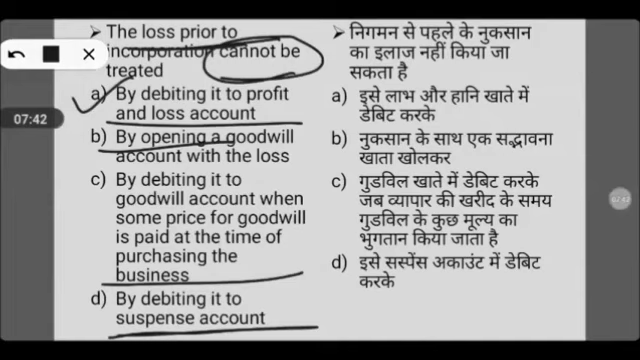 ➢ The loss prior to
incorporation cannot be
treated
a) By debiting it to profit
and loss account
b) By opening a goodwill
account with the loss
c) By debiting it to
goodwill account when
some price for goodwill
is paid at the time of
purchasing the
business
d) By debiting it to
suspense account
➢ निगमन से पहले के नुकसान
का इलाज नहीं किया जा
सकता है
a) इसे लाभ और हानि खाते में
डेबिट करके
b) नुकसान के साथ एक सद्भावना
खाता खोलकर
c) गुडविल खाते में डेबिट करके
जब व्यापार की खरीद के समय
गुडविल के कुछ मूल्य का
भुगतान किया जाता है
d) इसे सस्पेंस अकाउंट में डेबिट
करके
07:42
07:42